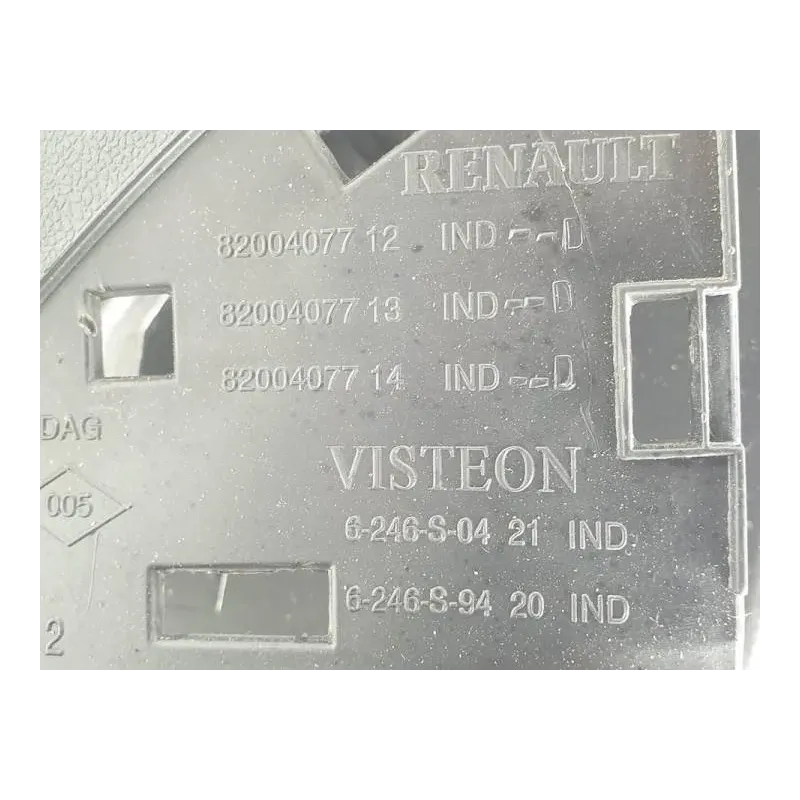 RENAULT
82004077 12 IND --D
82004077 13 IND --D
82004077 14 IND --D
DAG
VISTEON
005
6-246-S-04 21 IND
6-246-S-94 20 IND
2